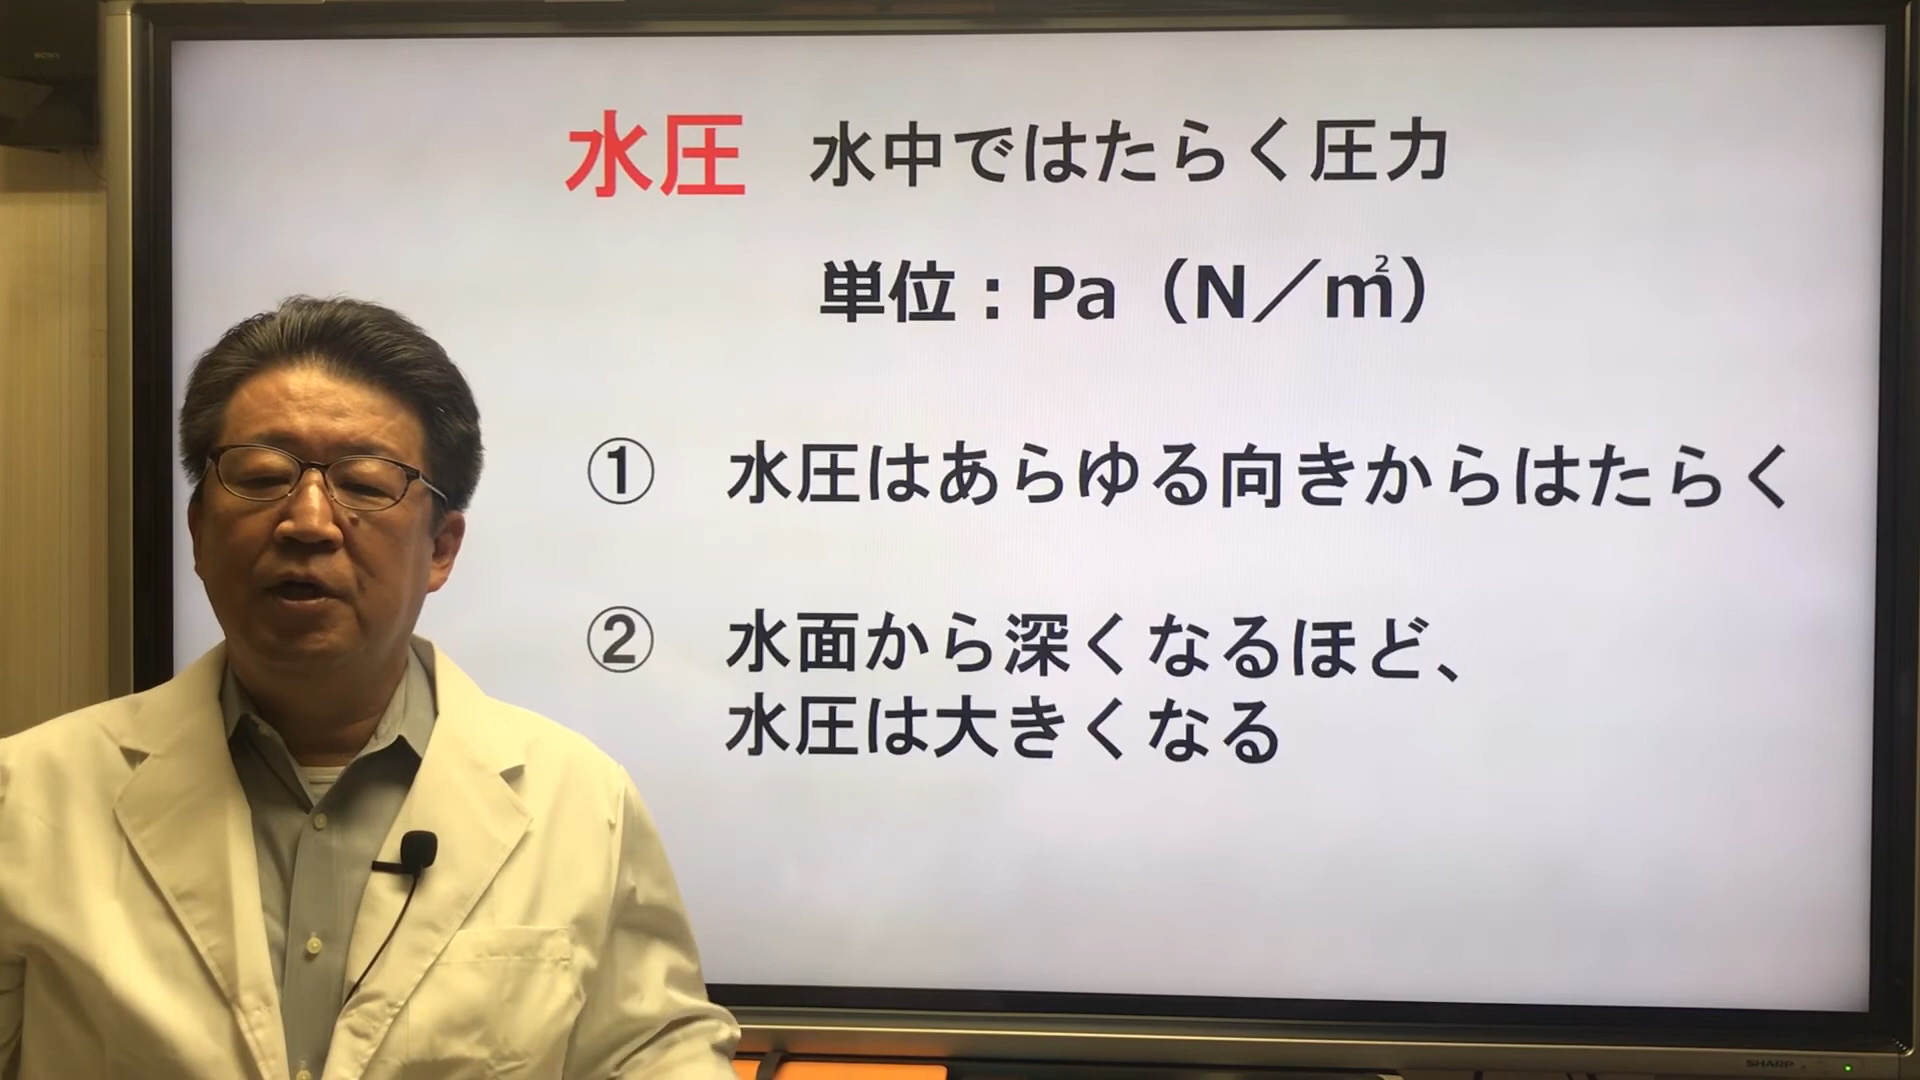 水圧 水中ではたらく圧力
単位：Pa（N／㎡）
① 水圧はあらゆる向きからはたらく
② 水面から深くなるほど、
水圧は大きくなる
SHARP
SONY